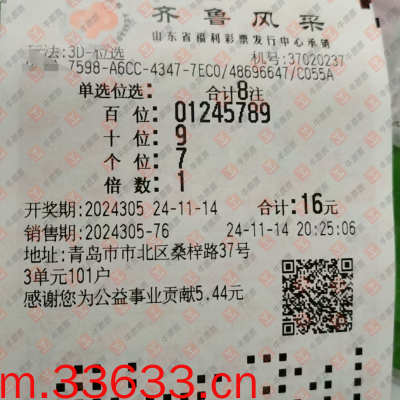 齐鲁风采
山东省福利彩票发行中心承销
玩法:3D-位选 机号:37020237
7598-A6CC-4347-7EC0/48696647/C055A
单选位选: 合计8注
百位:01245789
十位:9
个位:7
倍数:1
开奖期:2024305 24-11-14 合计:16元
销售期:2024305-76 24-11-14 20:25:06
地址:青岛市市北区桑梓路37号
3单元101户
感谢您为公益事业贡献5.44元
m.33633.cn